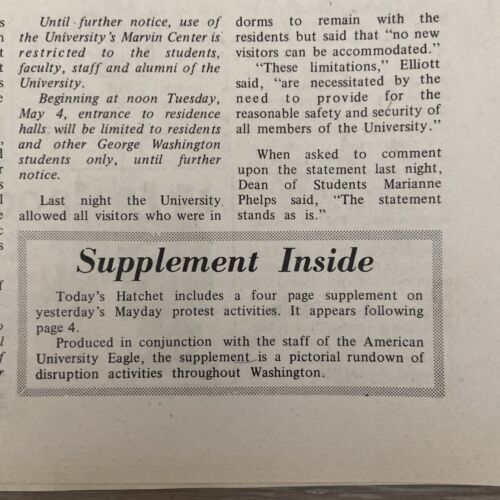 Until further notice, use of
the University's Marvin Center is
restricted to the students,
faculty, staff and alumni of the
University.
Beginning at noon Tuesday,
May 4, entrance to residence
halls will be limited to residents
and other George Washington
students only, until further
notice.
Last night the University
allowed all visitors who were in
dorms to remain with the
residents but said that "no new
visitors can be accommodated."
"These limitations," Elliott
said, "are necessitated by the
need to provide for the
reasonable safety and security of
all members of the University."
When asked to comment
upon the statement last night,
Dean of Students Marianne
Phelps said, "The statement
stands as is."
Supplement Inside
Today's Hatchet includes a four page supplement on
yesterday's Mayday protest activities. It appears following
page 4.
Produced in conjunction with the staff of the American
University Eagle, the supplement is a pictorial rundown of
disruption activities throughout Washington.